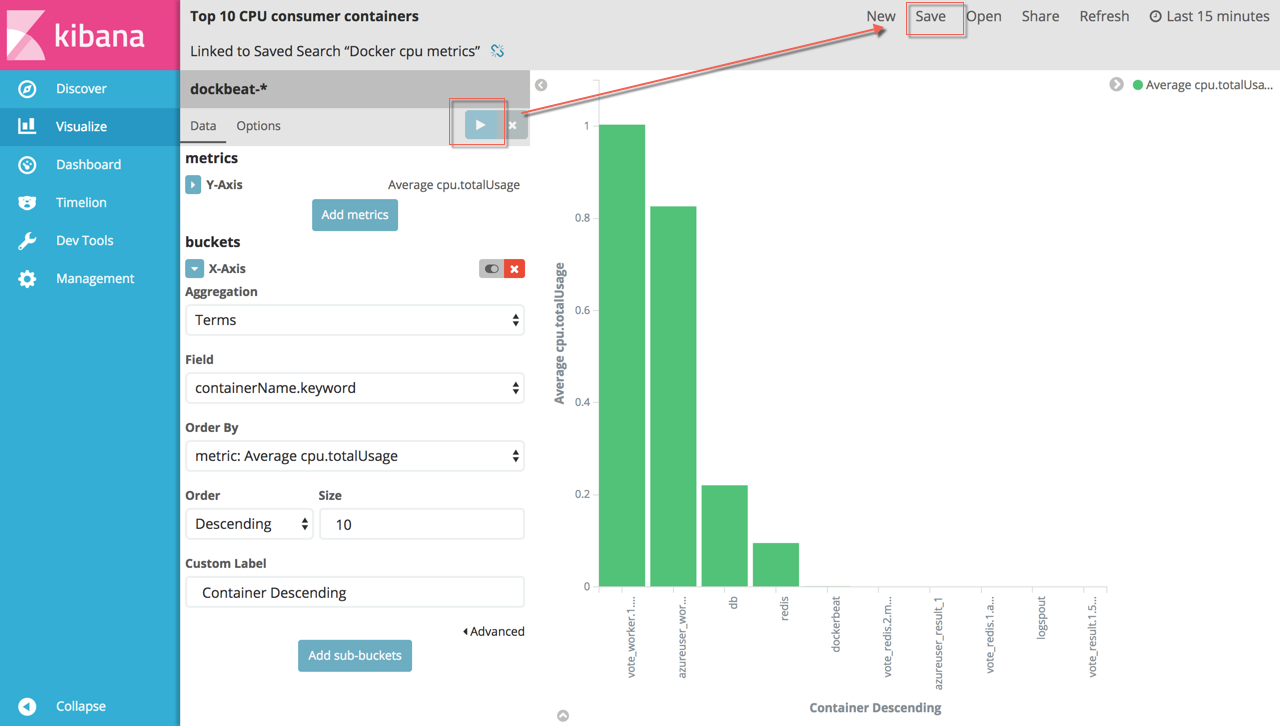 kibana
Discover
Visualize
Dashboard
Timelion
Dev Tools
Management
Collapse
Top 10 CPU consumer containers
New Save Open Share Refresh Last 15 minutes
Linked to Saved Search “Docker cpu metrics”
dockbeat-*
Data Options
metrics
Y-Axis Average cpu.totalUsage
Add metrics
buckets
X-Axis
Aggregation
Terms
Field
containerName.keyword
Order By
metric: Average cpu.totalUsage
Order Size
Descending 10
Custom Label
Container Descending
Advanced
Add sub-buckets
Average cpu.totalUsa...
Average cpu.totalUsage
1
0.8
0.6
0.4
0.2
0
vote_worker.1....
azureuser_wor...
db
redis
dockerbeat
vote_redis.2.m...
azureuser_result_1
vote_redis.1.a...
logspout
vote_result.1.5...
Container Descending